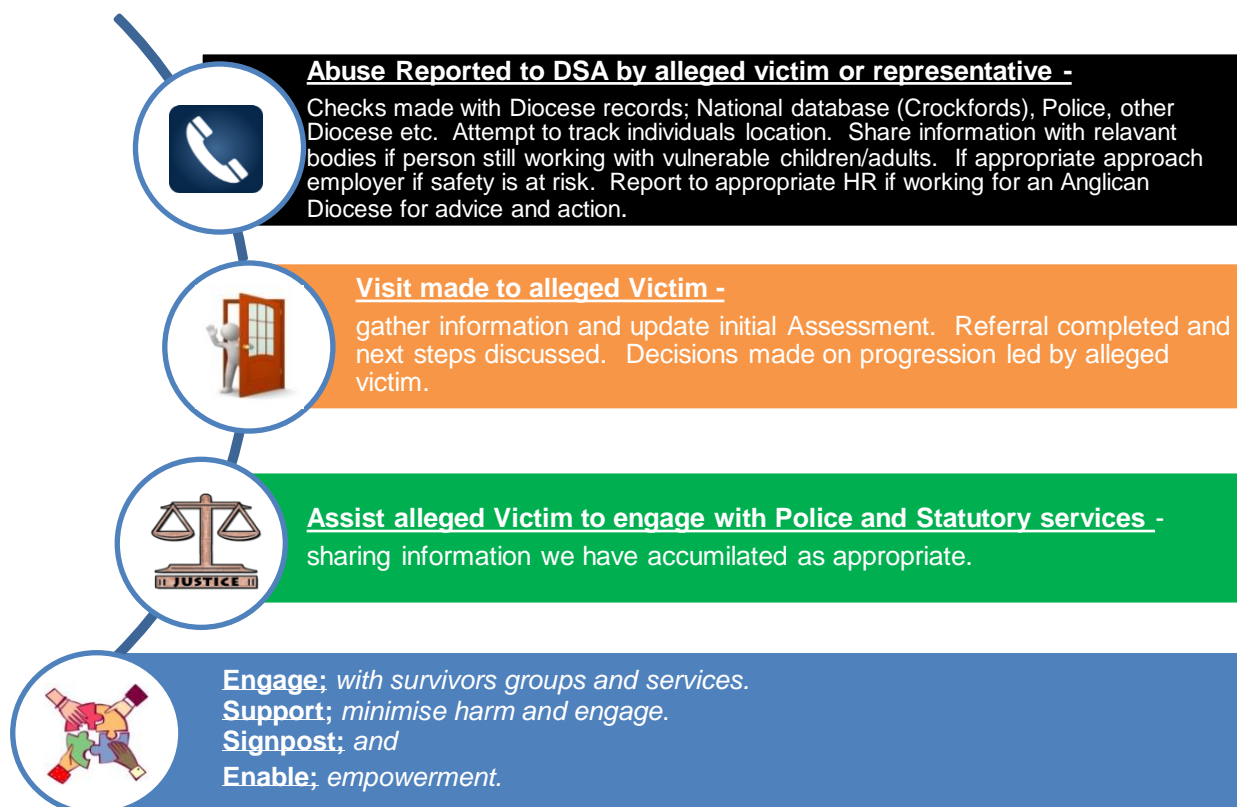 Abuse Reported to DSA by alleged victim or representative -
Checks made with Diocese records; National database (Crockfords), Police, other
Diocese etc. Attempt to track individuals location. Share information with relavant
bodies if person still working with vulnerable children/adults. If appropriate approach
employer if safety is at risk. Report to appropriate HR if working for an Anglican
Diocese for advice and action.
Visit made to alleged Victim -
gather information and update initial Assessment. Referral completed and
next steps discussed. Decisions made on progression led by alleged
victim.
Assist alleged Victim to engage with Police and Statutory services -
sharing information we have accumilated as appropriate.
JUSTICE
Engage; with survivors groups and services.
Support; minimise harm and engage.
Signpost; and
Enable; empowerment.